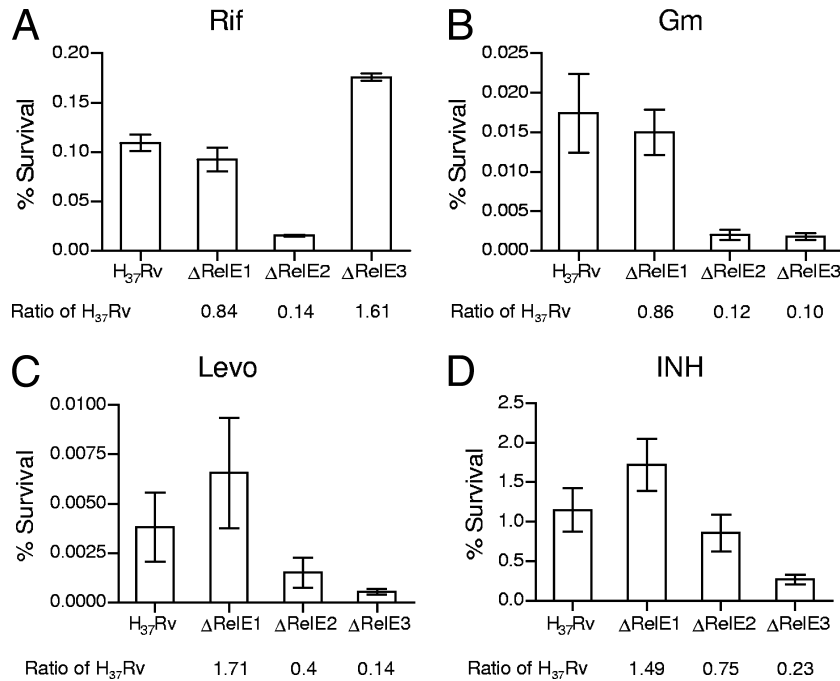 A
Rif
% Survival
0.20
0.15
0.10
0.05
0.00
H37Rv ΔRelE1 ΔRelE2 ΔRelE3
Ratio of H37Rv 0.84 0.14 1.61
B
Gm
% Survival
0.025
0.020
0.015
0.010
0.005
0.000
H37Rv ΔRelE1 ΔRelE2 ΔRelE3
Ratio of H37Rv 0.86 0.12 0.10
C
Levo
% Survival
0.0100
0.0075
0.0050
0.0025
0.0000
H37Rv ΔRelE1 ΔRelE2 ΔRelE3
Ratio of H37Rv 1.71 0.4 0.14
D
INH
% Survival
2.5
2.0
1.5
1.0
0.5
0.0
H37Rv ΔRelE1 ΔRelE2 ΔRelE3
Ratio of H37Rv 1.49 0.75 0.23